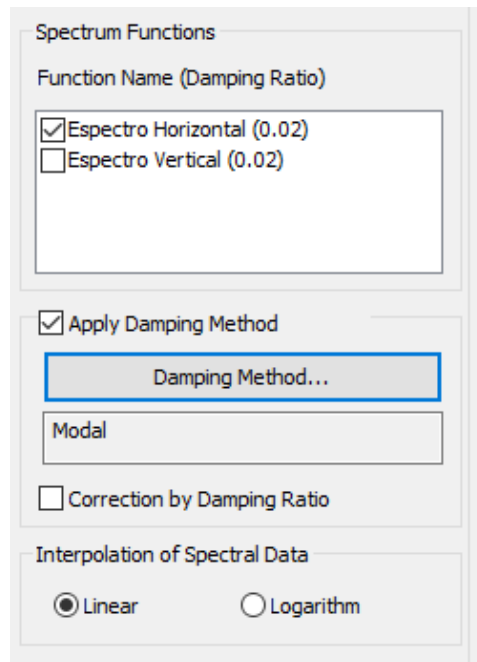 Spectrum Functions
Function Name (Damping Ratio)
Espectro Horizontal (0.02)
Espectro Vertical (0.02)
Apply Damping Method
Damping Method...
Modal
Correction by Damping Ratio
Interpolation of Spectral Data
Linear Logarithm